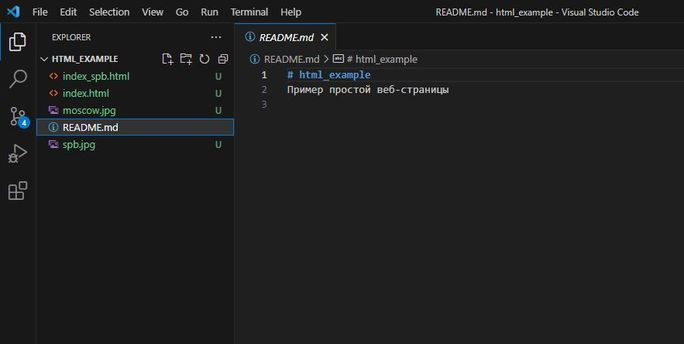 File Edit Selection View Go Run Terminal Help README.md - html_example - Visual Studio Code
EXPLORER
HTML_EXAMPLE
index_spb.html U
index.html U
moscow.jpg U
README.md
spb.jpg U
4
README.md
README.md > # html_example
1 # html_example
2 Пример простой веб-страницы
3